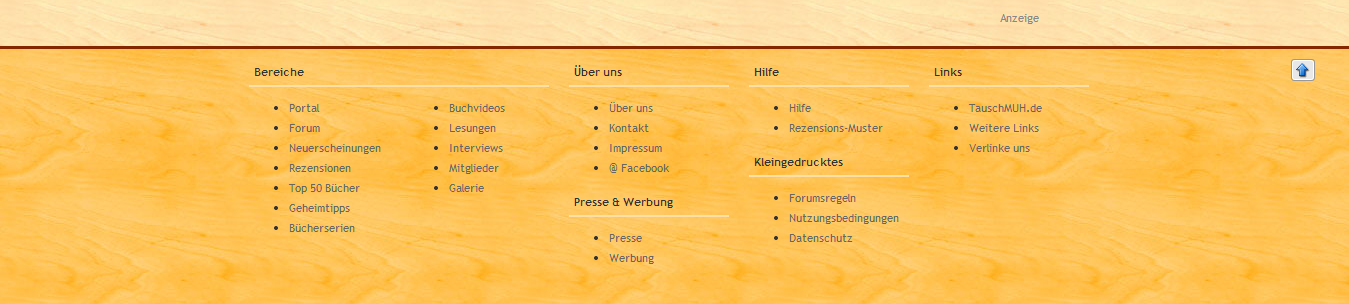 Anzeige
Bereiche
Portal
Forum
Neuerscheinungen
Rezensionen
Top 50 Bücher
Geheimtipps
Bücherserien
Buchvideos
Lesungen
Interviews
Mitglieder
Galerie
Über uns
Über uns
Kontakt
Impressum
@ Facebook
Presse & Werbung
Presse
Werbung
Hilfe
Hilfe
Rezensions-Muster
Kleingedrucktes
Forumsregeln
Nutzungsbedingungen
Datenschutz
Links
TauschMUH.de
Weitere Links
Verlinke uns